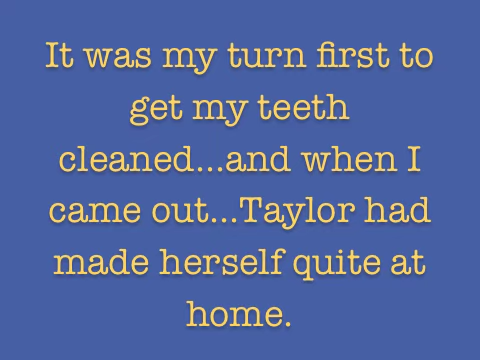 It was my turn first to
get my teeth
cleaned...and when I
came out...Taylor had
made herself quite at
home.